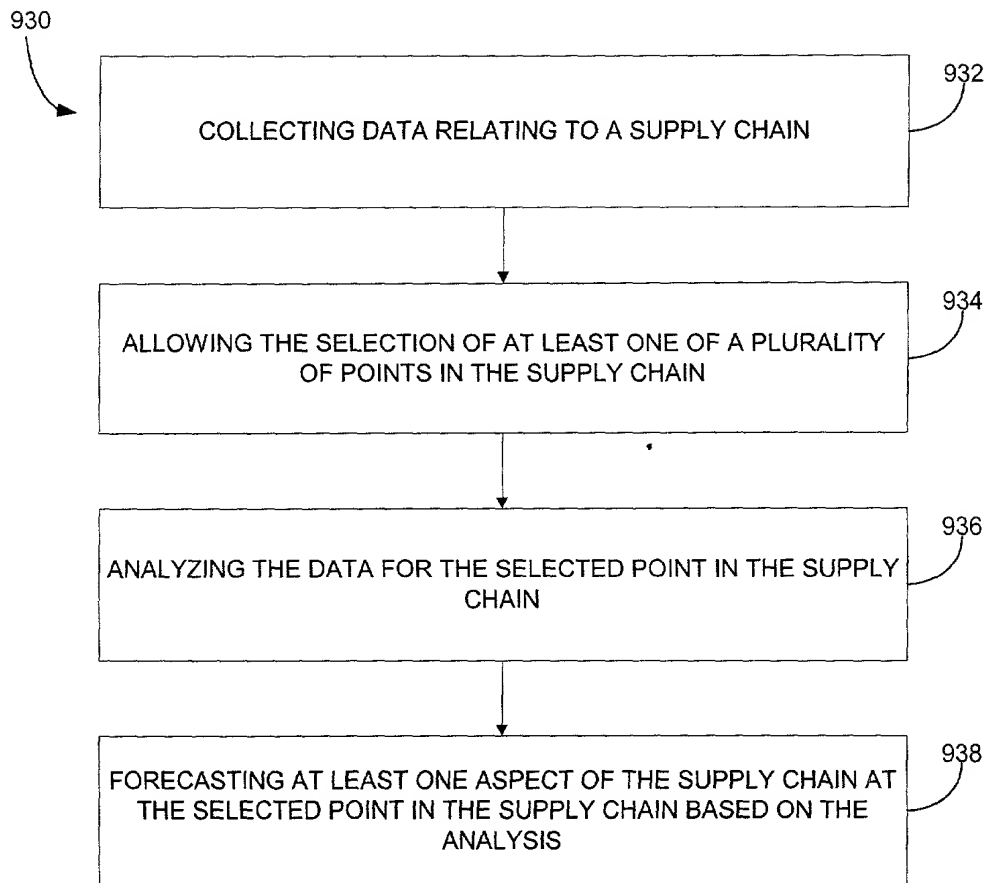 930
932
COLLECTING DATA RELATING TO A SUPPLY CHAIN
934
ALLOWING THE SELECTION OF AT LEAST ONE OF A PLURALITY
OF POINTS IN THE SUPPLY CHAIN
936
ANALYZING THE DATA FOR THE SELECTED POINT IN THE SUPPLY
CHAIN
938
FORECASTING AT LEAST ONE ASPECT OF THE SUPPLY CHAIN AT
THE SELECTED POINT IN THE SUPPLY CHAIN BASED ON THE
ANALYSIS